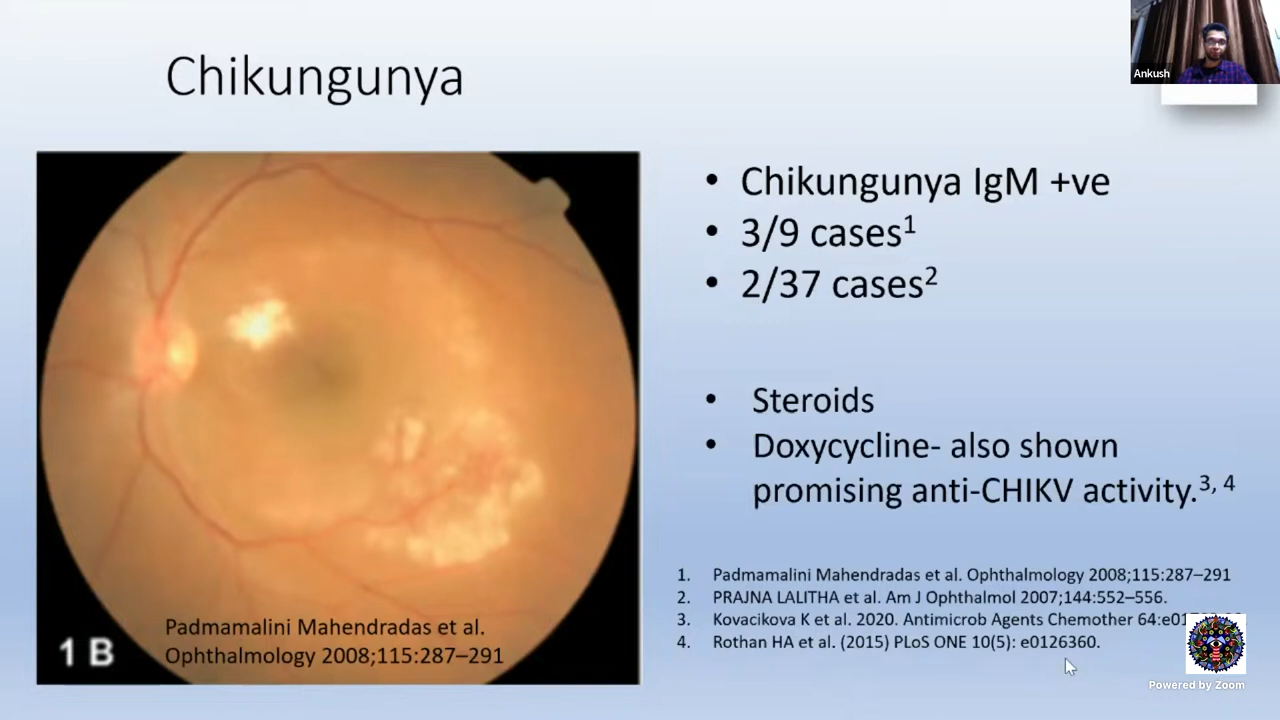 Chikungunya
Ankush
• Chikungunya IgM +ve
• 3/9 cases¹
• 2/37 cases²
• Steroids
• Doxycycline- also shown
promising anti-CHIKV activity.³, ⁴
1. Padmamalini Mahendradas et al. Ophthalmology 2008;115:287–291
2. PRAJNA LALITHA et al. Am J Ophthalmol 2007;144:552–556.
3. Kovacikova K et al. 2020. Antimicrob Agents Chemother 64:e01
4. Rothan HA et al. (2015) PLoS ONE 10(5): e0126360.
1 B
Padmamalini Mahendradas et al.
Ophthalmology 2008;115:287–291
Powered by Zoom